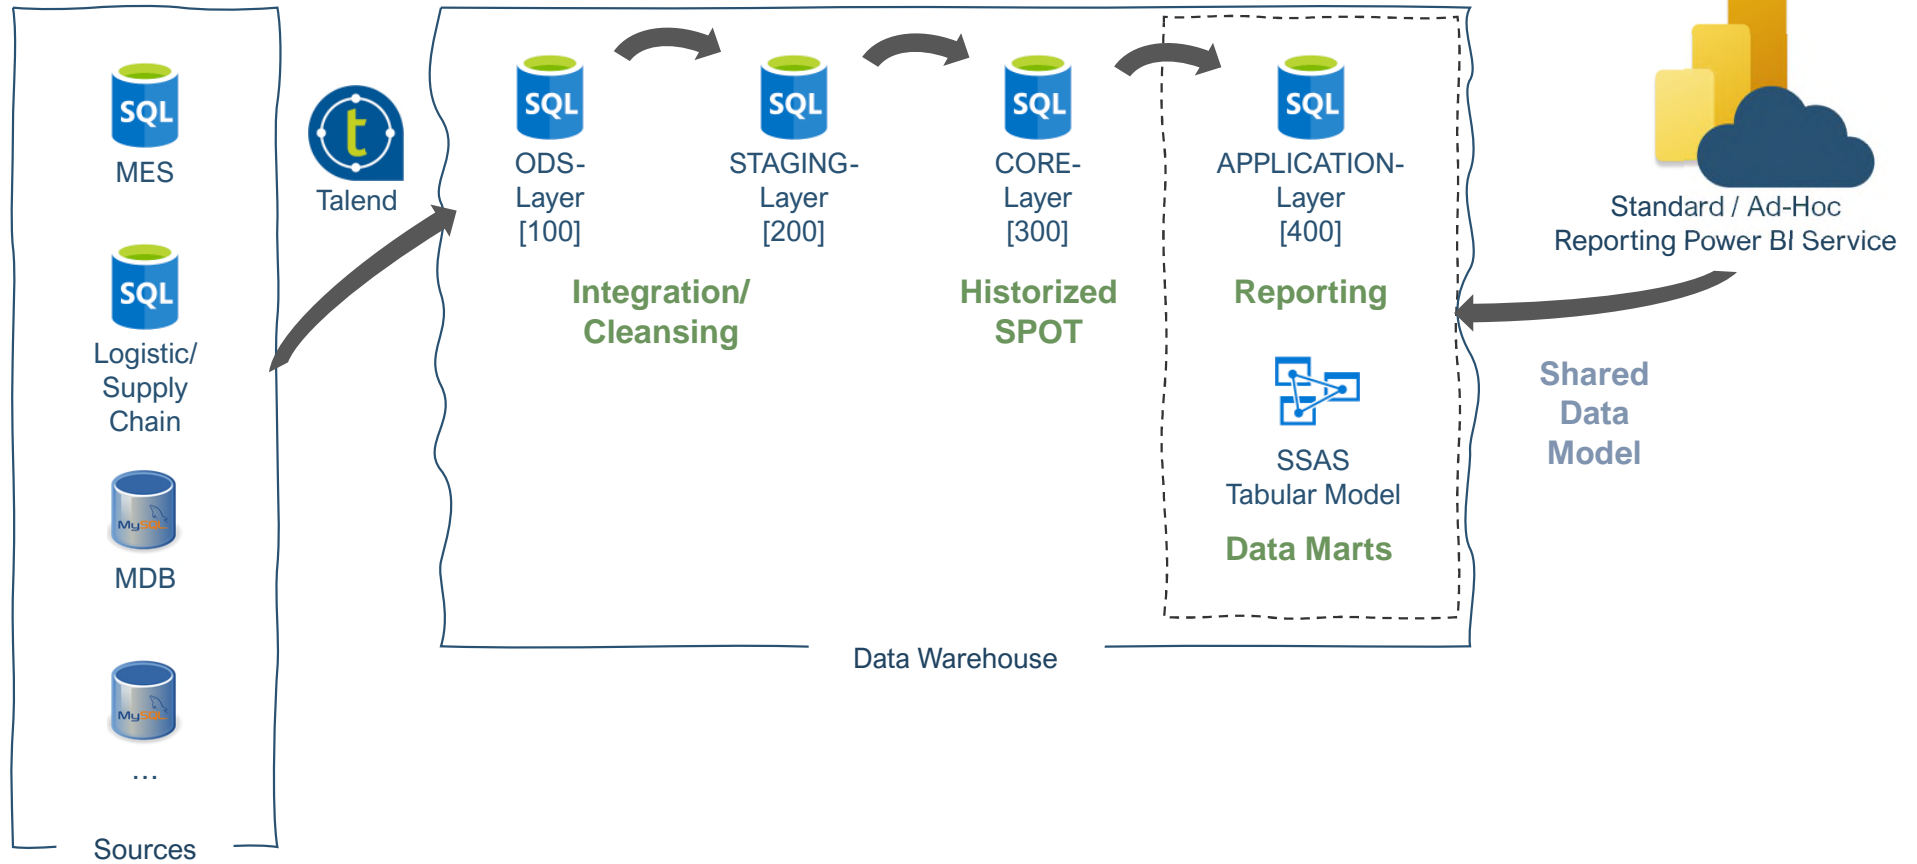 SQL
MES
SQL
Logistic/
Supply
Chain
MySQL
MDB
MySQL
...
Sources
t
Talend
SQL
ODS-
Layer
[100]
SQL
STAGING-
Layer
[200]
Integration/
Cleansing
SQL
CORE-
Layer
[300]
Historized
SPOT
SQL
APPLICATION-
Layer
[400]
Reporting
SSAS
Tabular Model
Data Marts
Data Warehouse
Standard / Ad-Hoc
Reporting Power BI Service
Shared
Data
Model